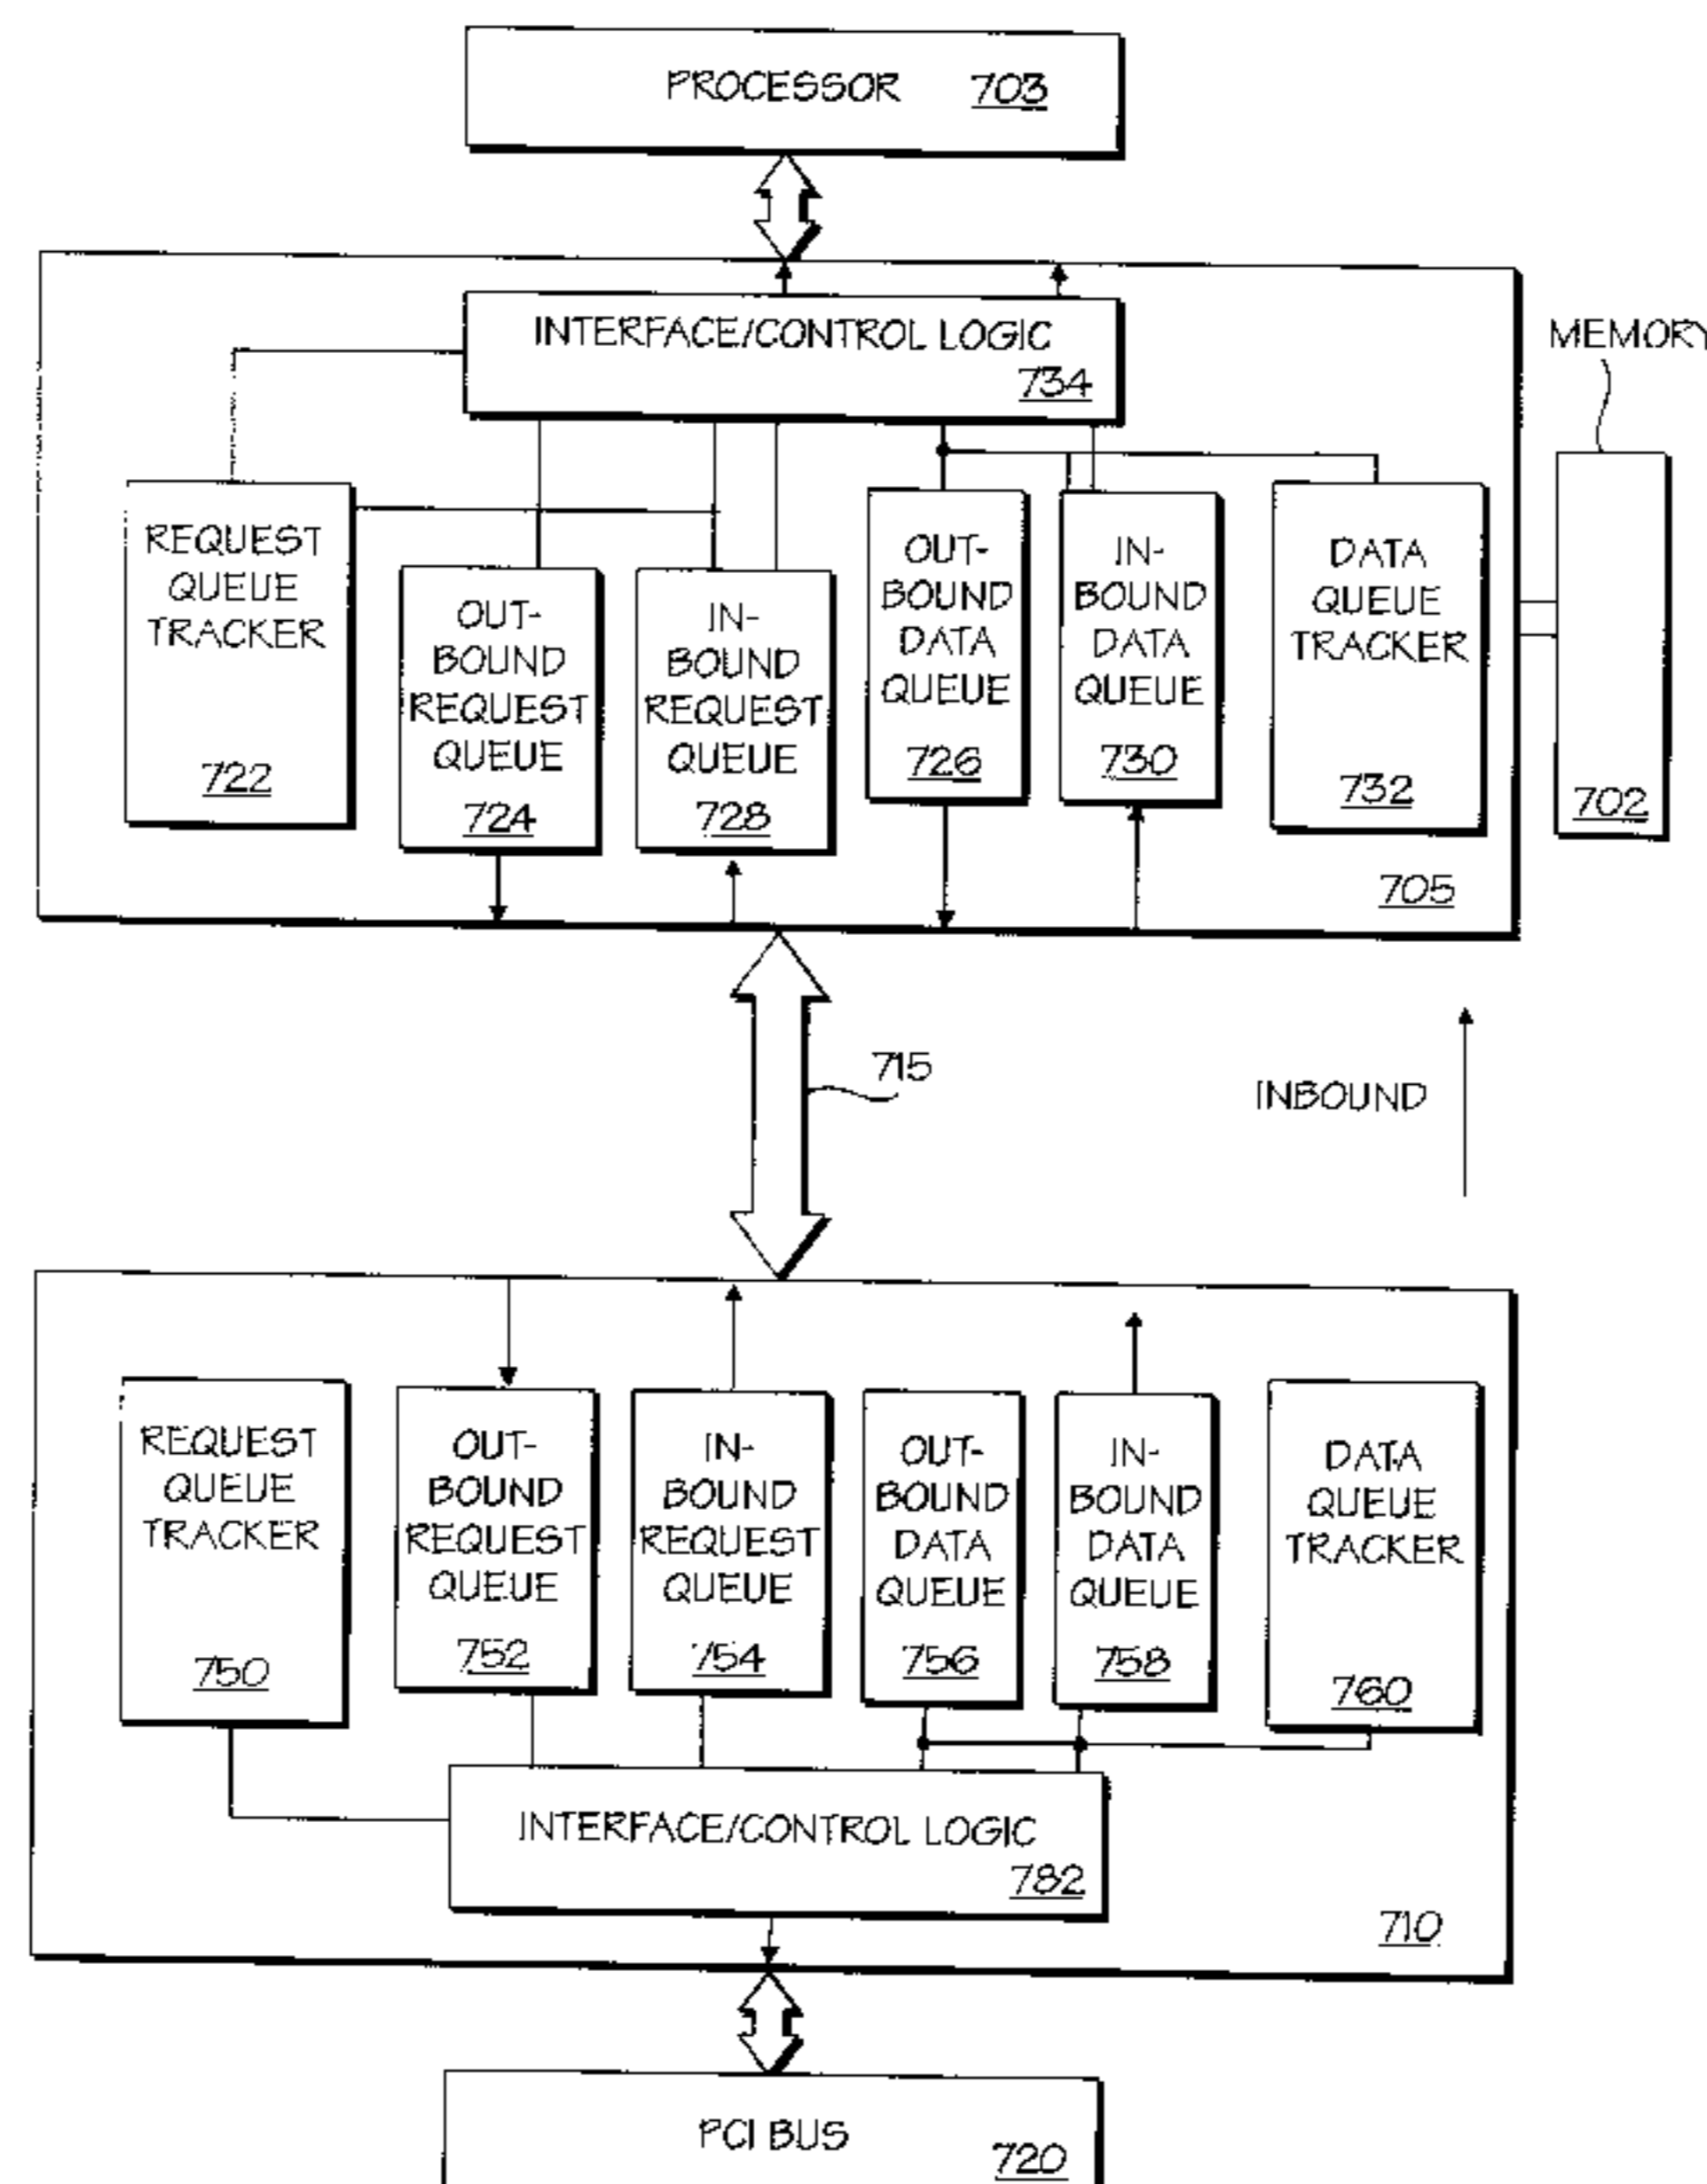 PROCESSOR 703
INTERFACE/CONTROL LOGIC
734
MEMORY
REQUEST
QUEUE
TRACKER
722
OUT-
BOUND
REQUEST
QUEUE
724
IN-
BOUND
REQUEST
QUEUE
728
OUT-
BOUND
DATA
QUEUE
726
IN-
BOUND
DATA
QUEUE
730
DATA
QUEUE
TRACKER
732
702
705
715
INBOUND
REQUEST
QUEUE
TRACKER
750
OUT-
BOUND
REQUEST
QUEUE
752
IN-
BOUND
REQUEST
QUEUE
754
OUT-
BOUND
DATA
QUEUE
756
IN-
BOUND
DATA
QUEUE
758
DATA
QUEUE
TRACKER
760
INTERFACE/CONTROL LOGIC
782
710
PCI BUS
720